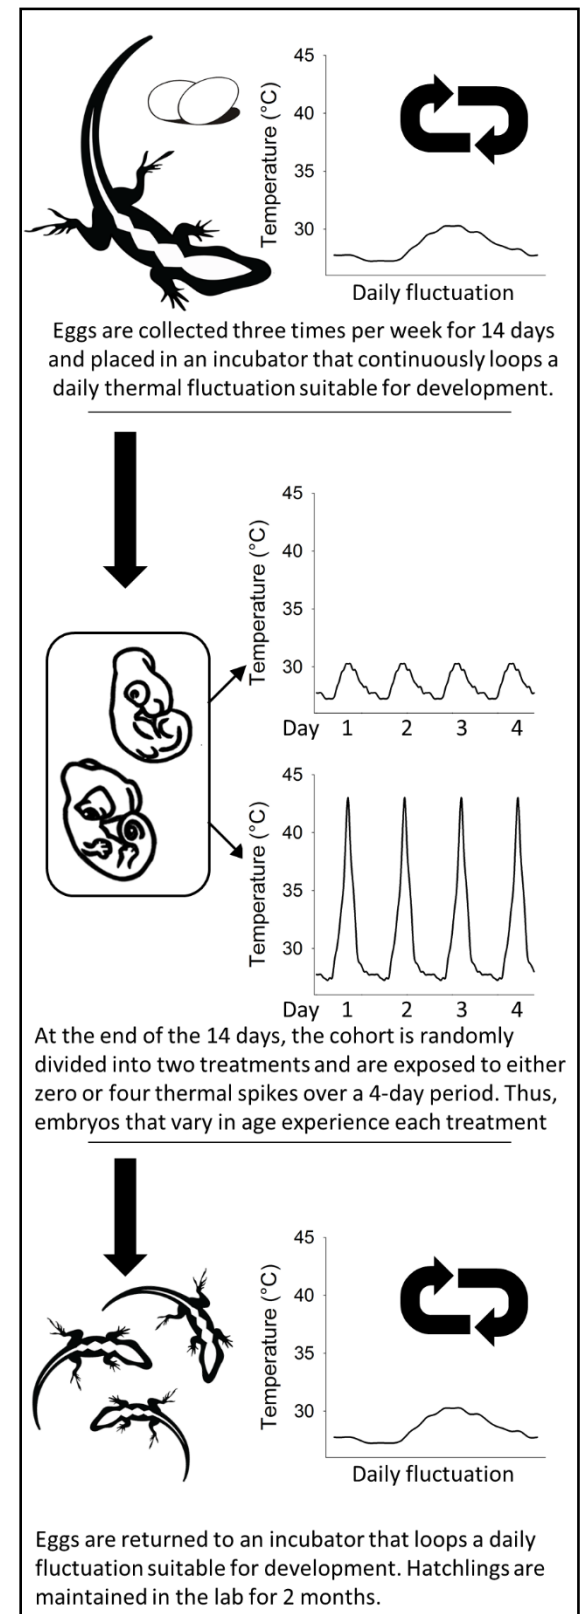 45
40
35
30
Temperature (°C)
Daily fluctuation
Eggs are collected three times per week for 14 days
and placed in an incubator that continuously loops a
daily thermal fluctuation suitable for development.
45
40
35
30
Temperature (°C)
Day 1 2 3 4
45
40
35
30
Temperature (°C)
Day 1 2 3 4
At the end of the 14 days, the cohort is randomly
divided into two treatments and are exposed to either
zero or four thermal spikes over a 4-day period. Thus,
embryos that vary in age experience each treatment
45
40
35
30
Temperature (°C)
Daily fluctuation
Eggs are returned to an incubator that loops a daily
fluctuation suitable for development. Hatchlings are
maintained in the lab for 2 months.